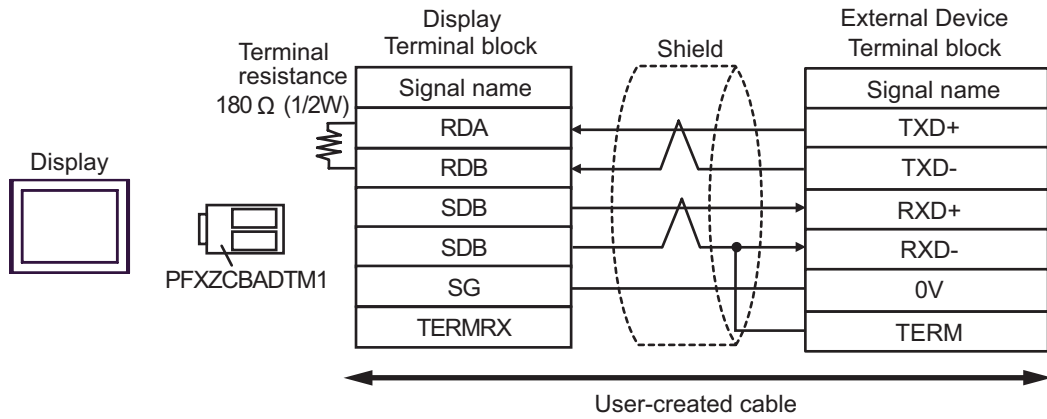 Display
Terminal block
External Device
Terminal block
Shield
Terminal
resistance
180 Ω (1/2W)
Signal name
Signal name
RDA
TXD+
RDB
TXD-
SDB
RXD+
SDB
RXD-
SG
0V
TERMRX
TERM
Display
PFXZCBADTM1
User-created cable